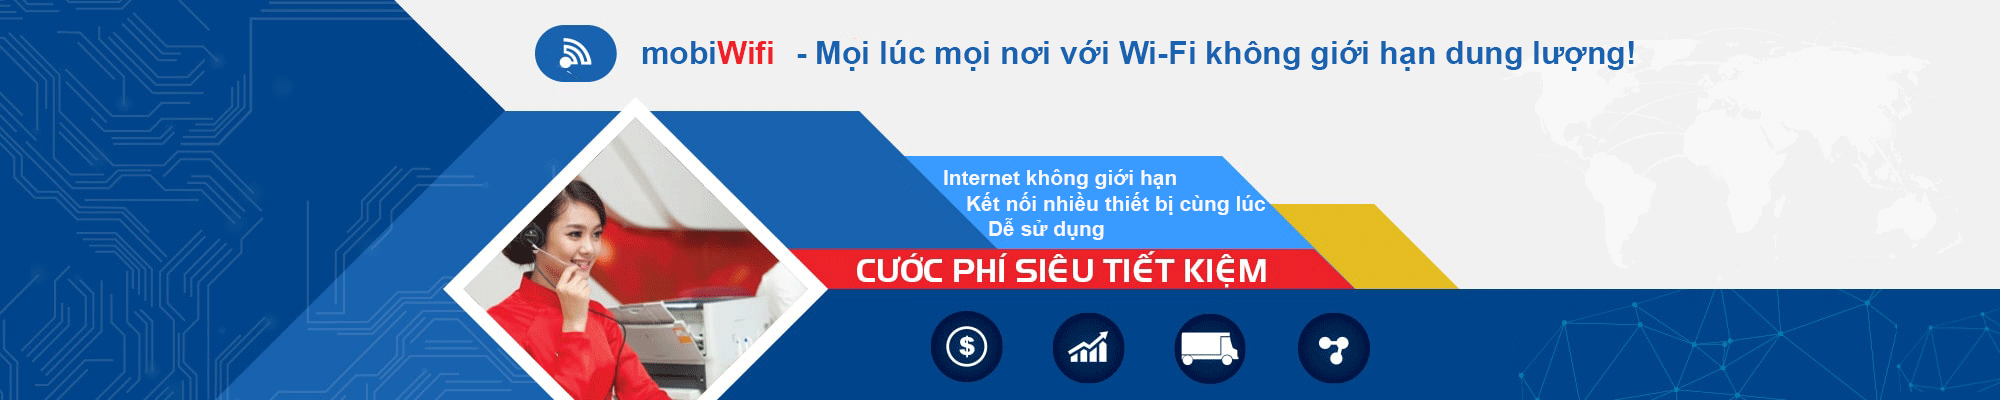 mobiWifi - Mọi lúc mọi nơi với Wi-Fi không giới hạn dung lượng!
Internet không giới hạn
Kết nối nhiều thiết bị cùng lúc
Dễ sử dụng
CƯỚC PHÍ SIÊU TIẾT KIỆM
$